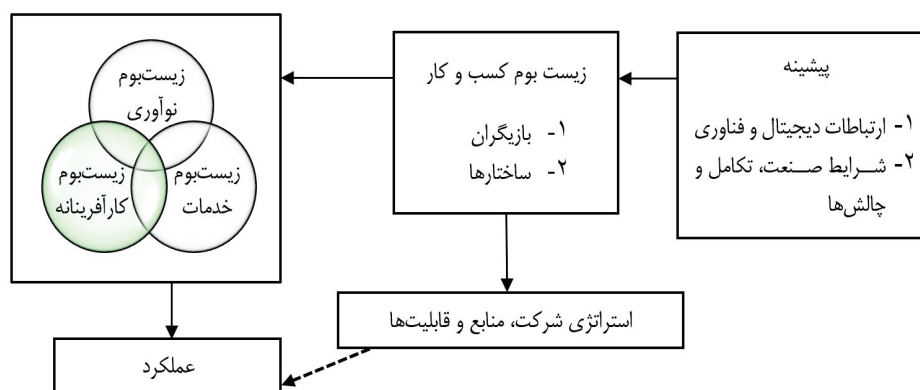 پیشینه
۱- ارتباطات دیجیتال و فناوری
۲- شرایط صنعت، تکامل و
چالش‌ها
زیست بوم کسب و کار
۱- بازیگران
۲- ساختارها
زیست‌بوم
نوآوری
زیست‌بوم
خدمات
زیست‌بوم
کارآفرینانه
استراتژی شرکت، منابع و قابلیت‌ها
عملکرد